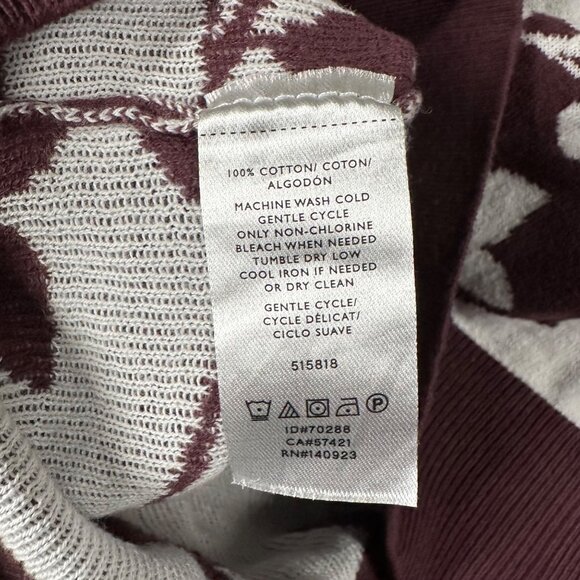 100% COTTON/ COTON/
ALGODÓN
MACHINE WASH COLD
GENTLE CYCLE
ONLY NON-CHLORINE
BLEACH WHEN NEEDED
TUMBLE DRY LOW
COOL IRON IF NEEDED
OR DRY CLEAN
GENTLE CYCLE/
CYCLE DÉLICAT/
CICLO SUAVE
515818
P
ID#70288
CA#57421
RN#140923